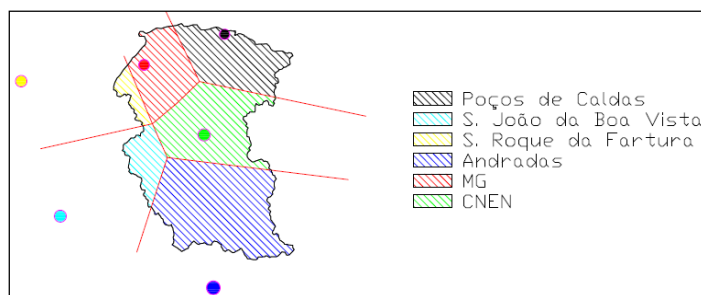 Poços de Caldas
S. João da Boa Vista
S. Roque da Fartura
Andradas
MG
CNEN